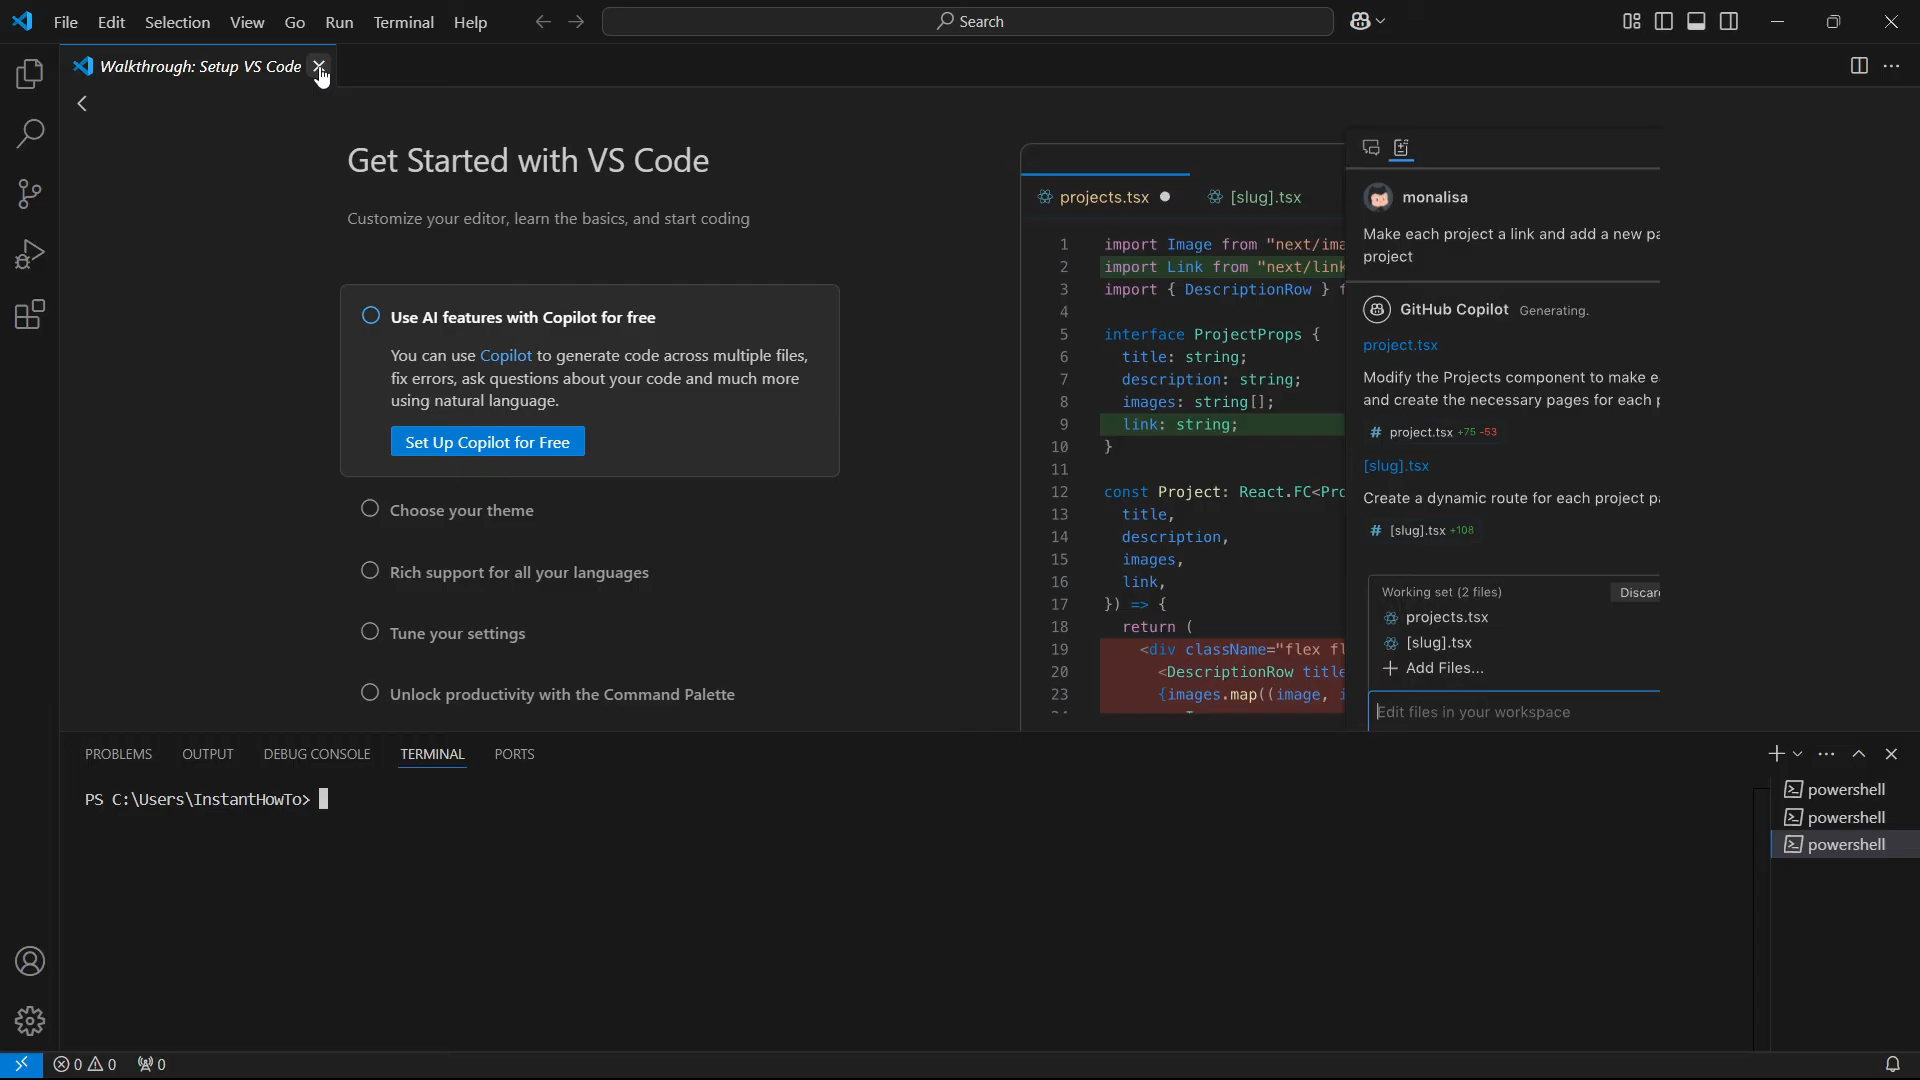 File Edit Selection View Go Run Terminal Help
Search
Walkthrough: Setup VS Code
Get Started with VS Code
Customize your editor, learn the basics, and start coding
Use AI features with Copilot for free
You can use Copilot to generate code across multiple files,
fix errors, ask questions about your code and much more
using natural language.
Set Up Copilot for Free
Choose your theme
Rich support for all your languages
Tune your settings
Unlock productivity with the Command Palette
projects.tsx [slug].tsx
1 import Image from "next/ima
2 import Link from "next/link
3 import { DescriptionRow } f
4
5 interface ProjectProps {
6 title: string;
7 description: string;
8 images: string[];
9 link: string;
10 }
11
12 const Project: React.FC<Pro
13 title,
14 description,
15 images,
16 link,
17 }) => {
18 return (
19 <div className="flex fl
20 <DescriptionRow title
23 {images.map((image, i
monalisa
Make each project a link and add a new pa
project
GitHub Copilot Generating.
project.tsx
Modify the Projects component to make e
and create the necessary pages for each p
# project.tsx +75 -53
[slug].tsx
Create a dynamic route for each project pa
# [slug].tsx +108
Working set (2 files) Discar
projects.tsx
[slug].tsx
+ Add Files...
Edit files in your workspace
PROBLEMS OUTPUT DEBUG CONSOLE TERMINAL PORTS
PS C:\Users\InstantHowTo>
powershell
powershell
powershell
0 0 0